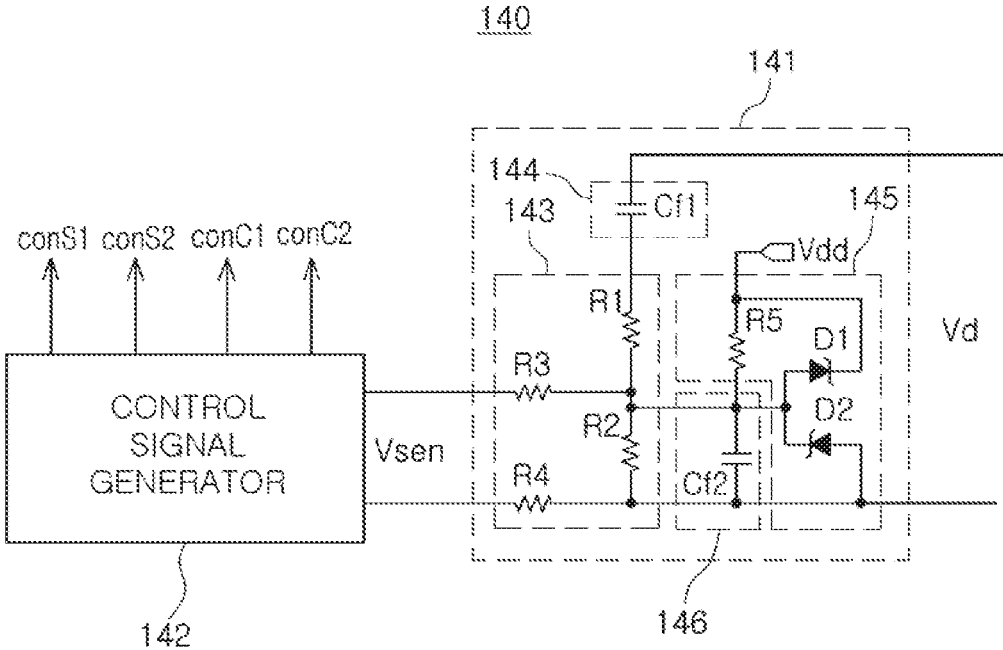 140
141
144
Cf1
143
145
conS1 conS2 conC1 conC2
Vdd
R1
R5
Vd
D1
R3
D2
CONTROL
SIGNAL
GENERATOR
Vsen
R2
R4
Cf2
142
146